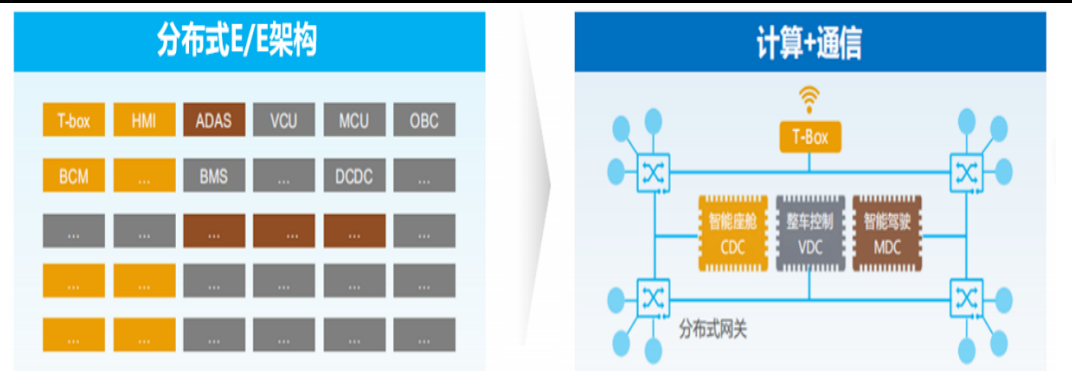 分布式E/E架构
T-box HMI ADAS VCU MCU OBC
BCM ... BMS ... DCDC ...
... ... ... ... ... ...
... ... ... ... ... ...
... ... ... ... ... ...
计算+通信
T-Box
智能座舱 整车控制 智能驾驶
CDC VDC MDC
分布式网关